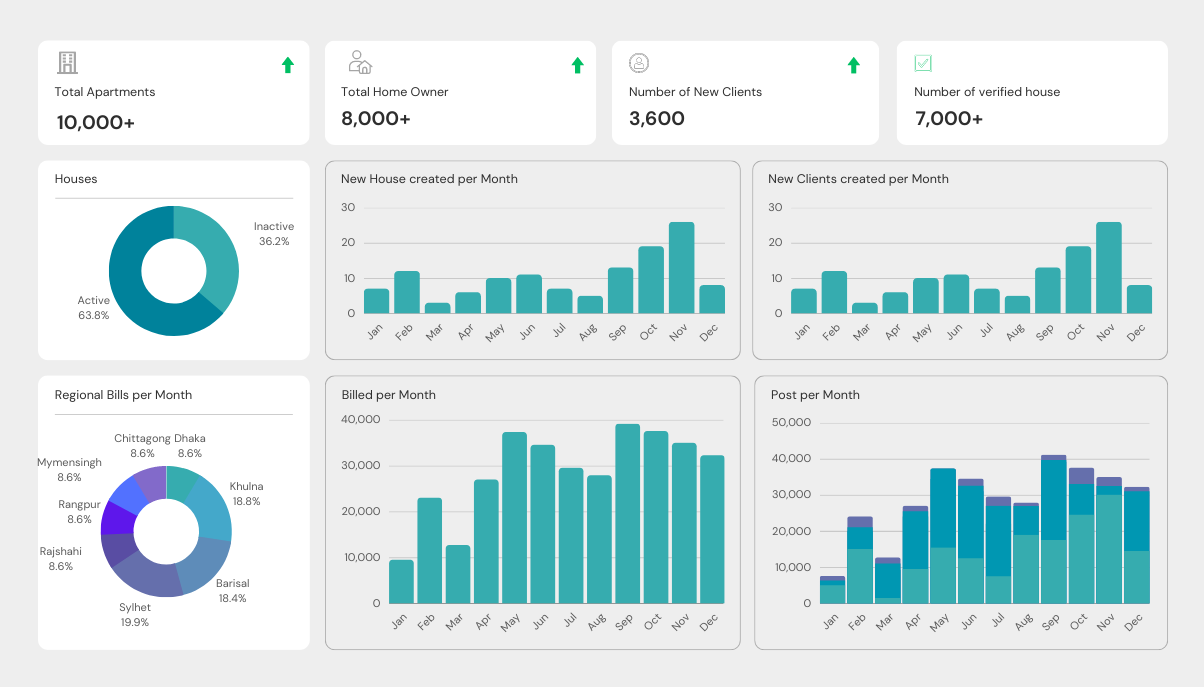 Total Apartments
10,000+
Total Home Owner
8,000+
Number of New Clients
3,600
Number of verified house
7,000+
Houses
Inactive
36.2%
Active
63.8%
New House created per Month
30
20
10
0
Jan Feb Mar Apr May Jun Jul Aug Sep Oct Nov Dec
New Clients created per Month
30
20
10
0
Jan Feb Mar Apr May Jun Jul Aug Sep Oct Nov Dec
Regional Bills per Month
Chittagong
8.6%
Dhaka
8.6%
Mymensingh
8.6%
Khulna
18.8%
Rangpur
8.6%
Rajshahi
8.6%
Barisal
18.4%
Sylhet
19.9%
Billed per Month
40,000
30,000
20,000
10,000
0
Jan Feb Mar Apr May Jun Jul Aug Sep Oct Nov Dec
Post per Month
50,000
40,000
30,000
20,000
10,000
0
Jan Feb Mar Apr May Jun Jul Aug Sep Oct Nov Dec